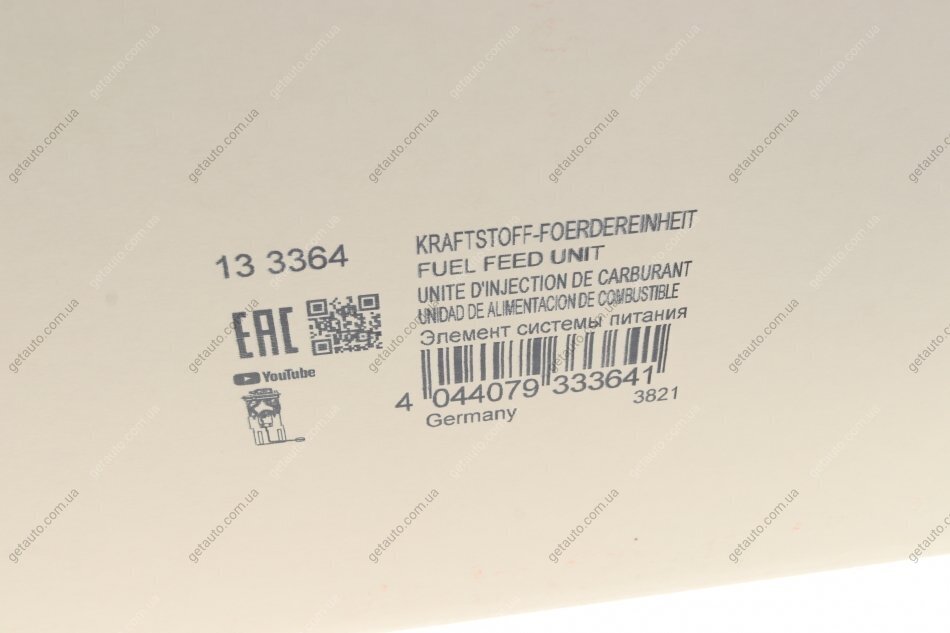 13 3364
KRAFTSTOFF-FOERDEREINHEIT
FUEL FEED UNIT
UNITE D'INJECTION DE CARBURANT
UNIDAD DE ALIMENTACION DE COMBUSTIBLE
Элемент системы питания
EAC
YouTube
4 044079 333641
Germany
3821
getauto.com.ua